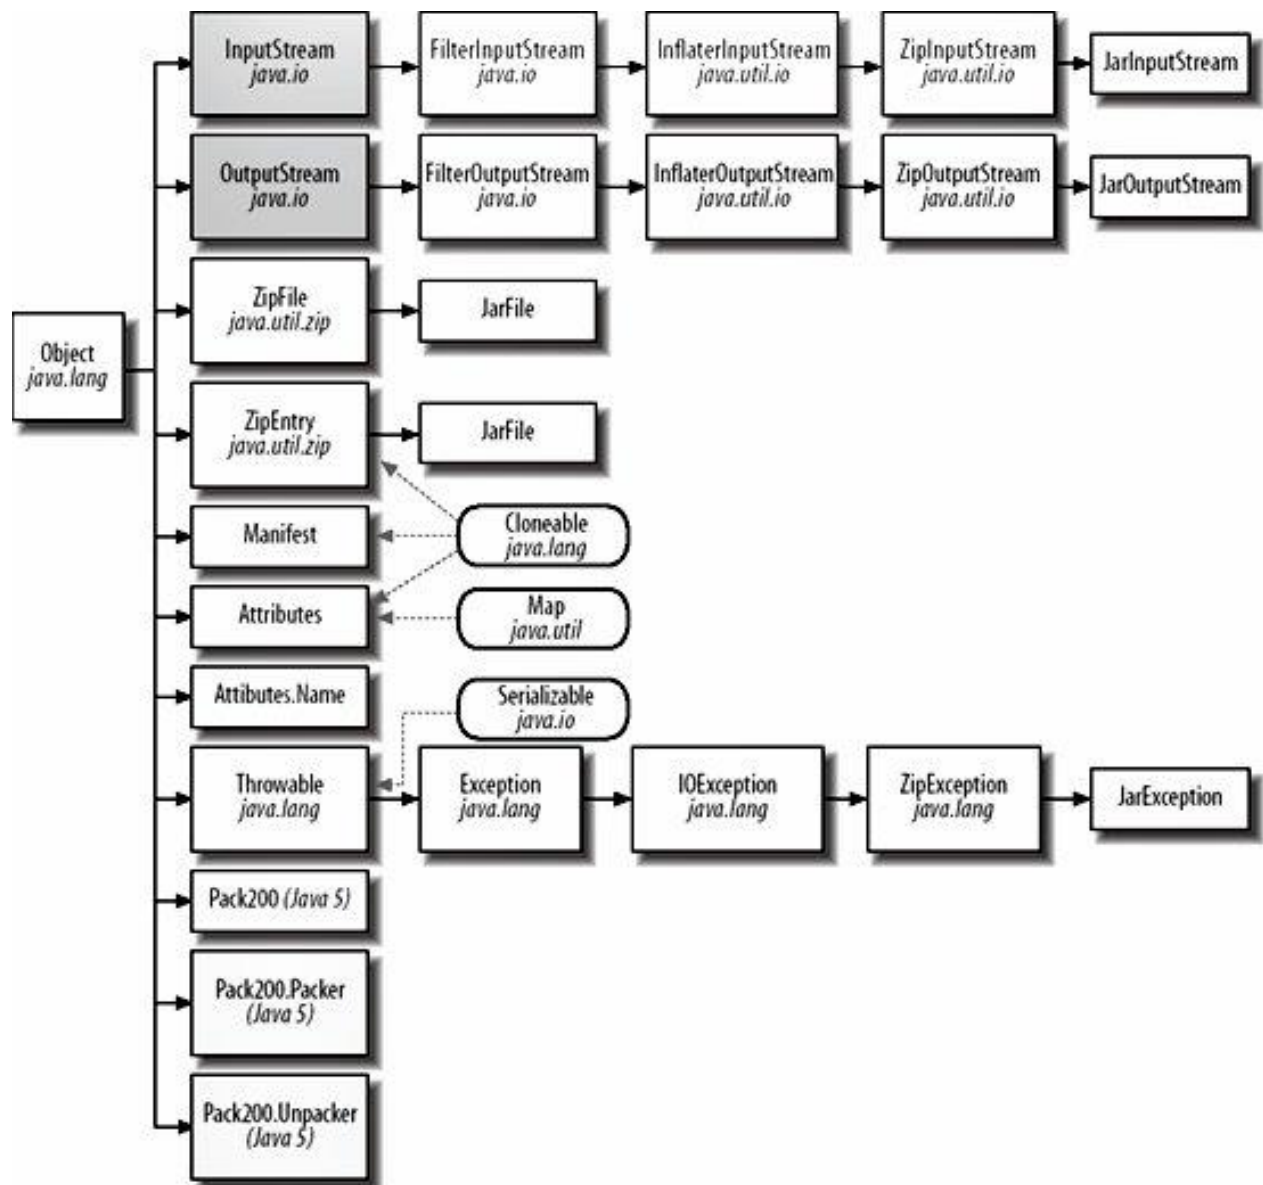 InputStream
java.io
FilterInputStream
java.io
InflaterInputStream
java.util.io
ZipInputStream
java.util.io
JarInputStream
OutputStream
java.io
FilterOutputStream
java.io
InflaterOutputStream
java.util.io
ZipOutputStream
java.util.io
JarOutputStream
ZipFile
java.util.zip
JarFile
Object
java.lang
ZipEntry
java.util.zip
JarFile
Manifest
Cloneable
java.lang
Attributes
Map
java.util
Attibutes.Name
Serializable
java.io
Throwable
java.lang
Exception
java.lang
IOException
java.lang
ZipException
java.lang
JarException
Pack200 (Java 5)
Pack200.Packer
(Java 5)
Pack200.Unpacker
(Java 5)